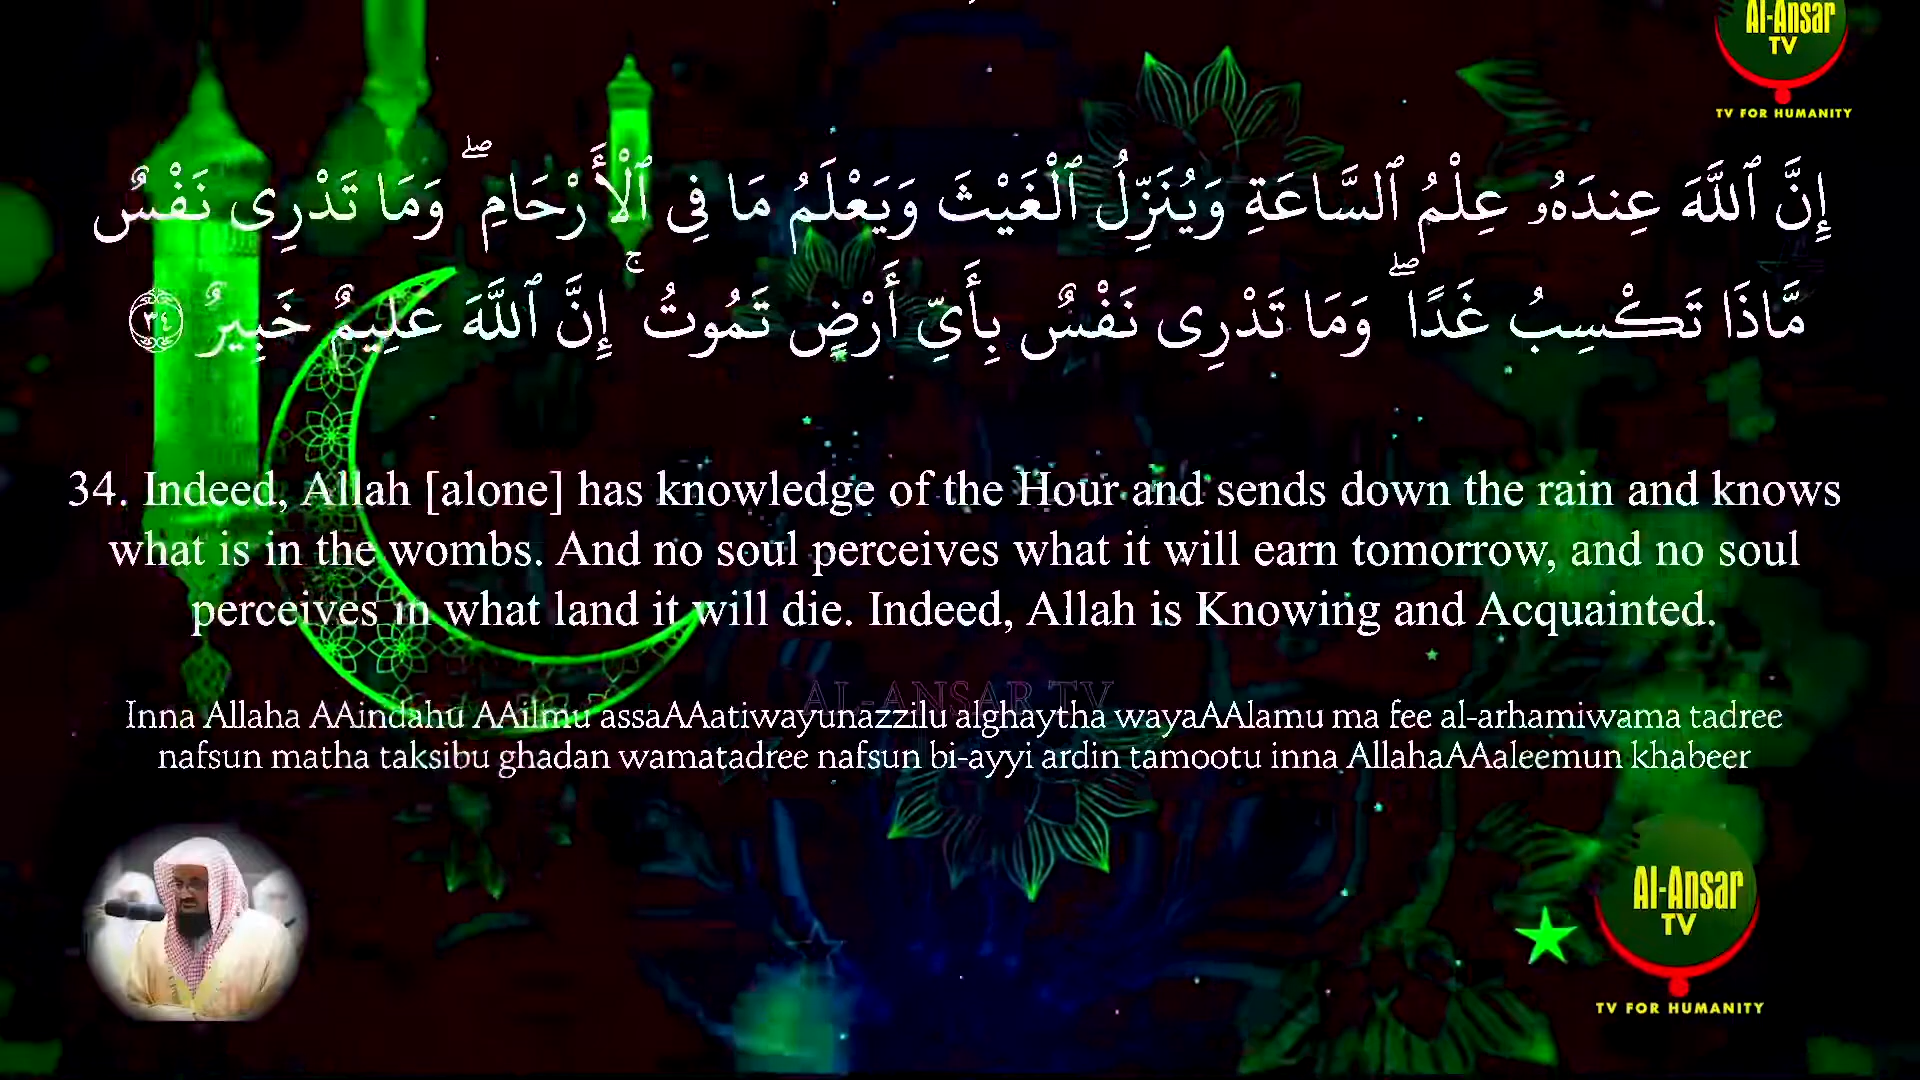 Al-Ansar
TV
TV FOR HUMANITY
إِنَّ ٱللَّهَ عِندَهُۥ عِلْمُ ٱلسَّاعَةِ وَيُنَزِّلُ ٱلْغَيْثَ وَيَعْلَمُ مَا فِى ٱلْأَرْحَامِ ۖ وَمَا تَدْرِى نَفْسٌ
مَّاذَا تَكْسِبُ غَدًا ۖ وَمَا تَدْرِى نَفْسٌۢ بِأَىِّ أَرْضٍ تَمُوتُ ۚ إِنَّ ٱللَّهَ عَلِيمٌ خَبِيرٌ ٣٤
34. Indeed, Allah [alone] has knowledge of the Hour and sends down the rain and knows
what is in the wombs. And no soul perceives what it will earn tomorrow, and no soul
perceives in what land it will die. Indeed, Allah is Knowing and Acquainted.
AL-ANSAR TV
Inna Allaha AAindahu AAilmu assaAAatiwayunazzilu alghaytha wayaAAlamu ma fee al-arhamiwama tadree
nafsun matha taksibu ghadan wamatadree nafsun bi-ayyi ardin tamootu inna AllahaAAaleemun khabeer
Al-Ansar
TV
TV FOR HUMANITY